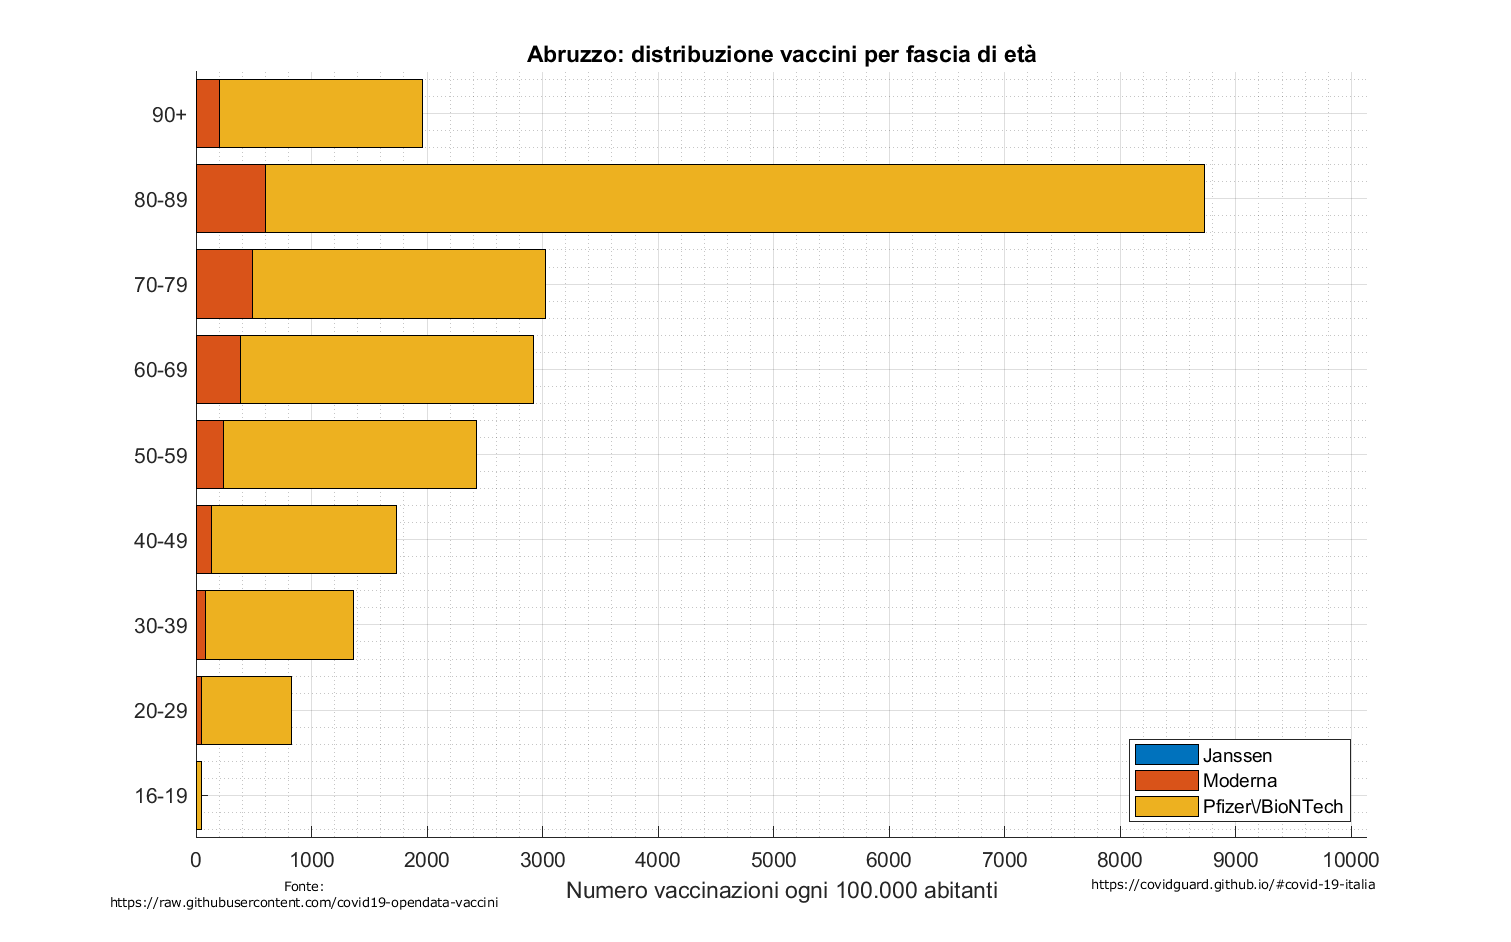 Abruzzo: distribuzione vaccini per fascia di età
90+
80-89
70-79
60-69
50-59
40-49
30-39
20-29
16-19
Janssen
Moderna
Pfizer\/BioNTech
0 1000 2000 3000 4000 5000 6000 7000 8000 9000 10000
Numero vaccinazioni ogni 100.000 abitanti
Fonte:
https://raw.githubusercontent.com/covid19-opendata-vaccini
https://covidguard.github.io/#covid-19-italia